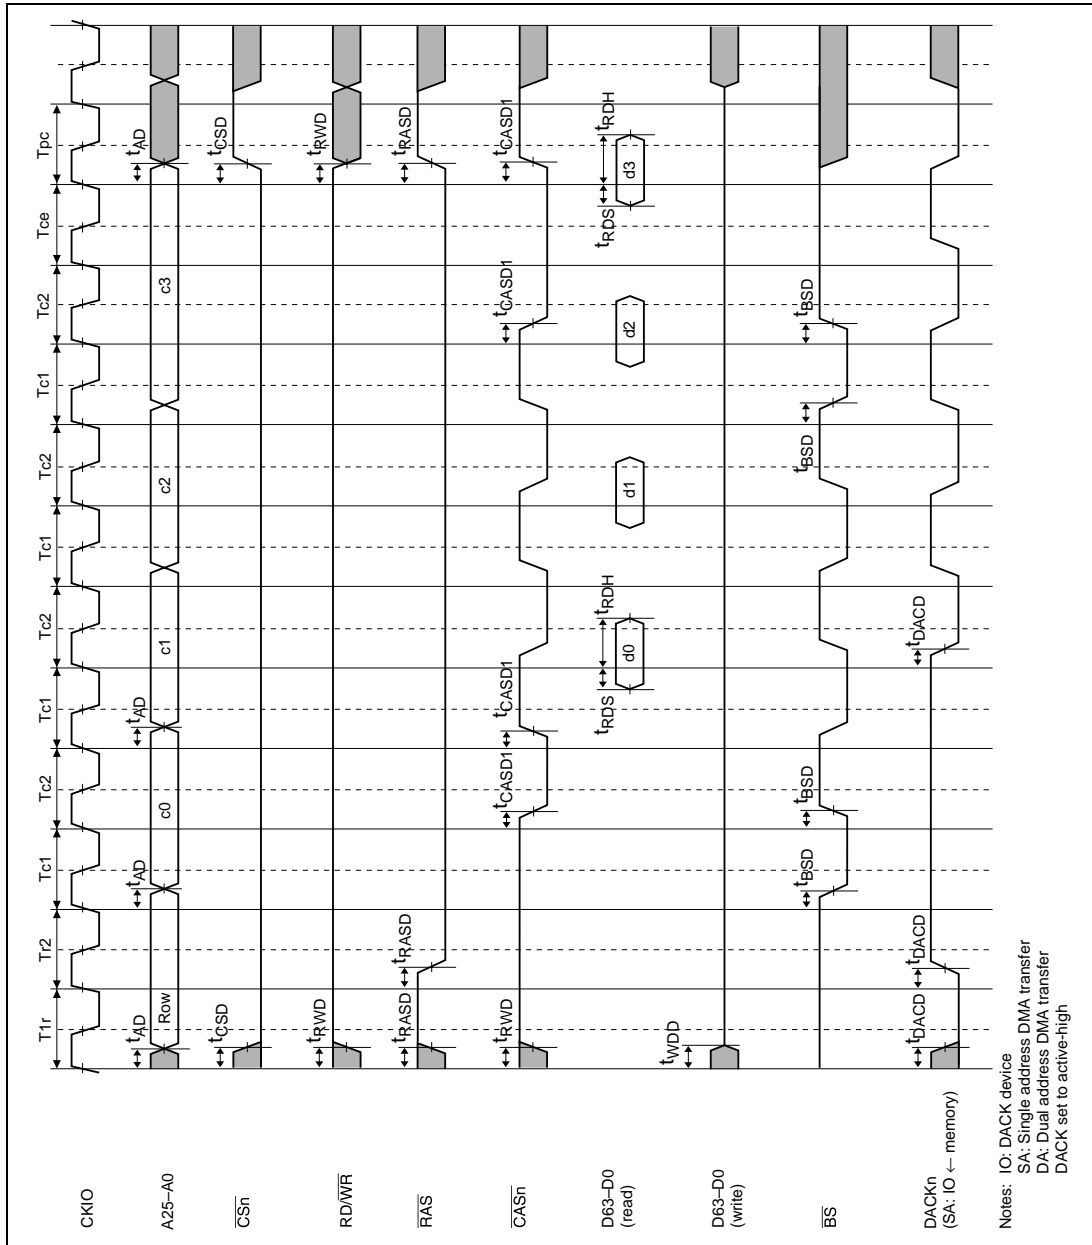 T1r Tr2 Tc1 Tc2 Tc1 Tc2 Tc1 Tc2 Tc1 Tc2 Tce Tpc
CKIO
tAD tAD tAD tAD
A25–A0 Row c0 c1 c2 c3
tCSD tCSD
CSn
tRWD tRWD
RD/WR
tRASD tRASD tRASD
RAS
tRWD tCASD1 tCASD1 tCASD1 tCASD1
CASn
tRDS tRDH tRDS tRDH
D63–D0 d0 d1 d2 d3
(read)
tWDD
D63–D0
(write)
tBSD tBSD tBSD tBSD
BS
tDACD tDACD tDACD
DACKn
(SA: IO ← memory)
Notes: IO: DACK device
SA: Single address DMA transfer
DA: Dual address DMA transfer
DACK set to active-high